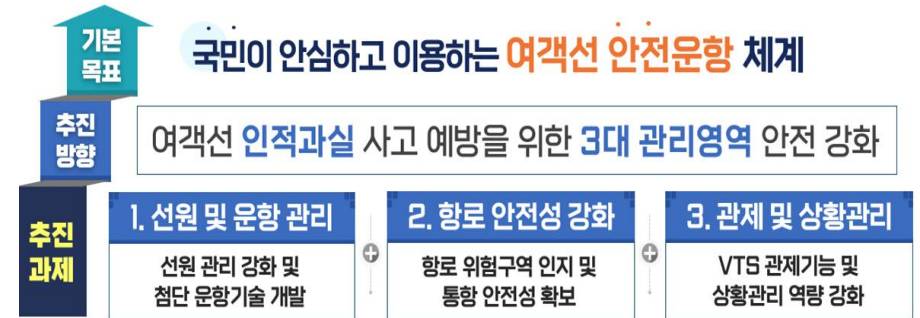 기본
목표
국민이 안심하고 이용하는 여객선 안전운항 체계
추진
방향
여객선 인적과실 사고 예방을 위한 3대 관리영역 안전 강화
추진
과제
1. 선원 및 운항 관리
선원 관리 강화 및
첨단 운항기술 개발
2. 항로 안전성 강화
항로 위험구역 인지 및
통항 안전성 확보
3. 관제 및 상황관리
VTS 관제기능 및
상황관리 역량 강화